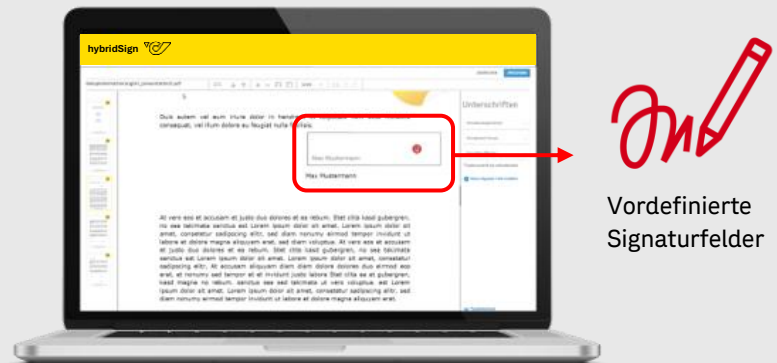 hybridSign
Unterschriften
Duis autem vel eum iriure dolor in
consequat, vel illum dolore eu feugiat nulla facilisis.
Max Mustermann
Max Mustermann
At vero eos et accusam et justo duo dolores et ea rebum. Stet clita kasd gubergren,
no sea takimata sanctus est Lorem ipsum dolor sit amet. Lorem ipsum dolor sit
amet, consetetur sadipscing elitr, sed diam nonumy eirmod tempor invidunt ut
labore et dolore magna aliquyam erat, sed diam voluptua. At vero eos et accusam
et justo duo dolores et ea rebum. Stet clita kasd gubergren, no sea takimata
sanctus est Lorem ipsum dolor sit amet. Lorem ipsum dolor sit amet, consetetur
sadipscing elitr, At accusam aliquyam diam diam dolore dolores duo eirmod eos
erat, et nonumy sed tempor et et invidunt justo labore Stet clita ea et gubergren,
kasd magna no rebum. sanctus sea sed takimata ut vero voluptua. est Lorem
ipsum dolor sit amet. Lorem ipsum dolor sit amet, consetetur sadipscing elitr, sed
diam nonumy eirmod tempor invidunt ut labore et dolore magna aliquyam erat.
Vordefinierte
Signaturfelder